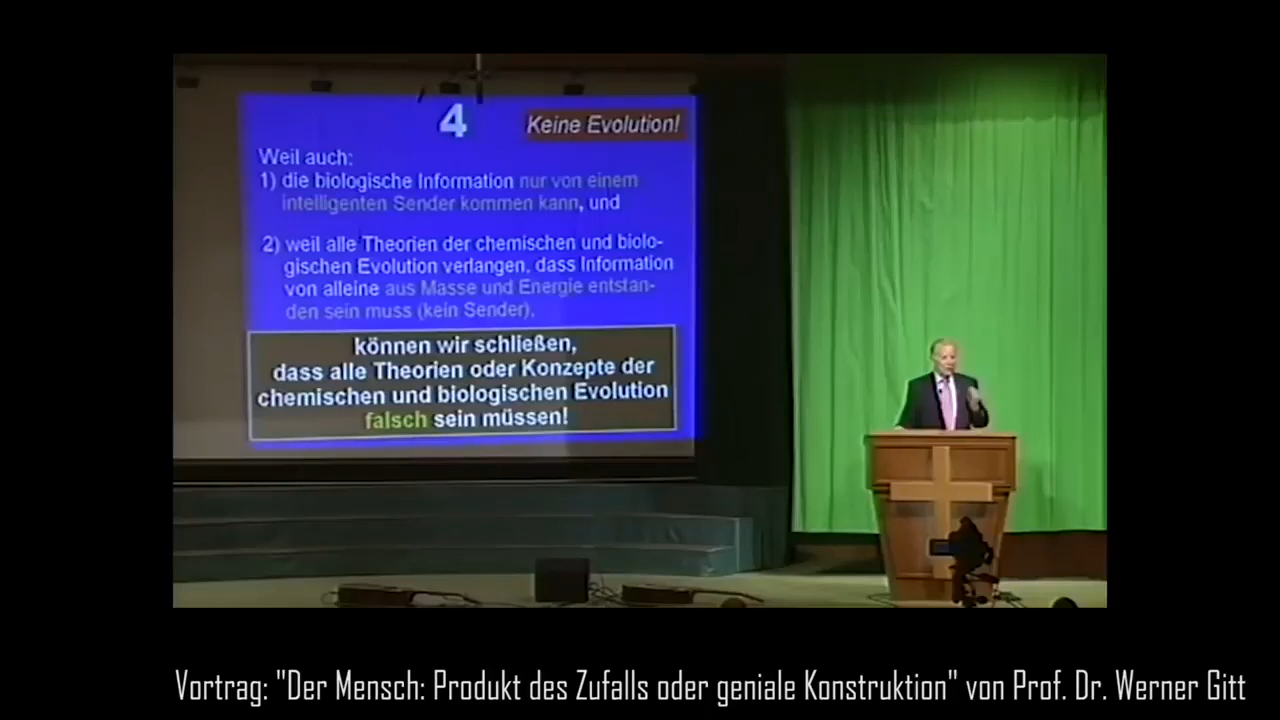 4
Keine Evolution!
Weil auch:
1) die biologische Information nur von einem
intelligenten Sender kommen kann, und
2) weil alle Theorien der chemischen und biolo-
gischen Evolution verlangen, dass Information
von alleine aus Masse und Energie entstan-
den sein muss (kein Sender),
können wir schließen,
dass alle Theorien oder Konzepte der
chemischen und biologischen Evolution
falsch sein müssen!
Vortrag: "Der Mensch: Produkt des Zufalls oder geniale Konstruktion" von Prof. Dr. Werner Gitt